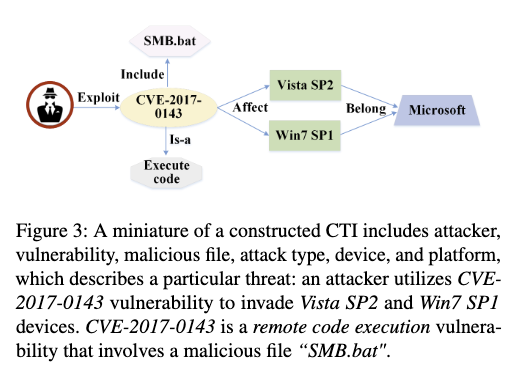 SMB.bat
Include
Exploit
CVE-2017-
0143
Is-a
Execute
code
Affect
Vista SP2
Win7 SP1
Belong
Microsoft
Figure 3: A miniature of a constructed CTI includes attacker,
vulnerability, malicious file, attack type, device, and platform,
which describes a particular threat: an attacker utilizes CVE-
2017-0143 vulnerability to invade Vista SP2 and Win7 SP1
devices. CVE-2017-0143 is a remote code execution vulnera-
bility that involves a malicious file “SMB.bat".